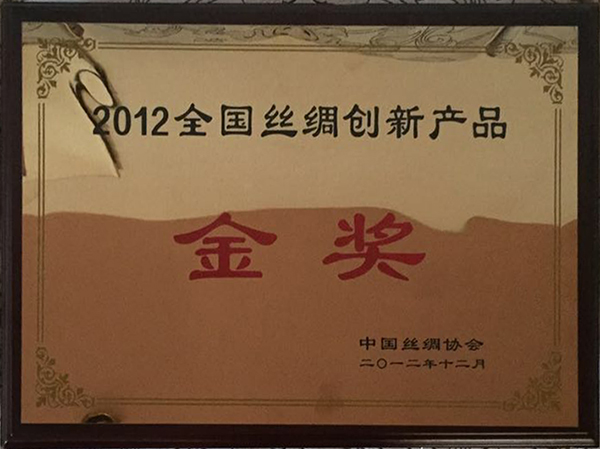 2012全国丝绸创新产品
金奖
中国丝绸协会
二〇一二年十二月